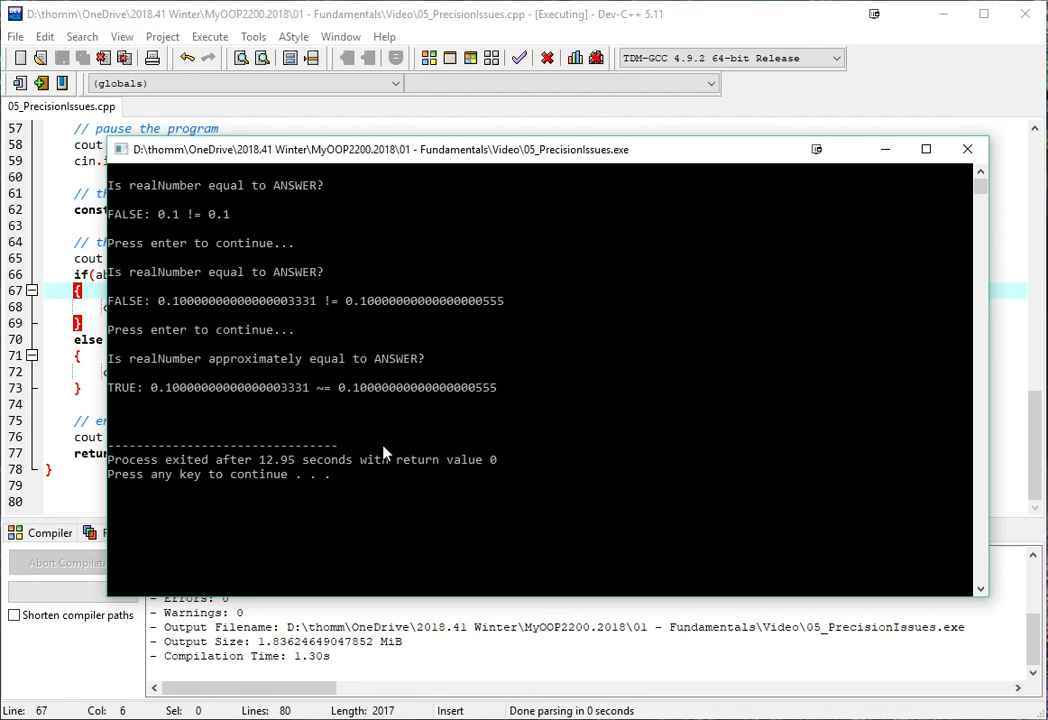 D:\thomm\OneDrive\2018.41 Winter\MyOOP2200.2018\01 - Fundamentals\Video\05_PrecisionIssues.cpp - [Executing] - Dev-C++ 5.11
File Edit Search View Project Execute Tools AStyle Window Help
TDM-GCC 4.9.2 64-bit Release
(globals)
05_PrecisionIssues.cpp
57 // pause the program
58 cout
59 cin.
60
61
62
63
64
65 cout
66
67 {
68
69 }
70 else
71 {
72
73 }
74
75
76 cout
77
78 }
79
80
D:\thomm\OneDrive\2018.41 Winter\MyOOP2200.2018\01 - Fundamentals\Video\05_PrecisionIssues.exe
Is realNumber equal to ANSWER?
FALSE: 0.1 != 0.1
Press enter to continue...
Is realNumber equal to ANSWER?
FALSE: 0.10000000000000003331 != 0.10000000000000000555
Press enter to continue...
Is realNumber approximately equal to ANSWER?
TRUE: 0.10000000000000003331 ~= 0.10000000000000000555
--------------------------------
Process exited after 12.95 seconds with return value 0
Press any key to continue . . .
Compiler
Abort
Shorten compiler paths
- Errors: 0
- Warnings: 0
- Output Filename: D:\thomm\OneDrive\2018.41 Winter\MyOOP2200.2018\01 - Fundamentals\Video\05_PrecisionIssues.exe
- Output Size: 1.83624649047852 MiB
- Compilation Time: 1.30s
Line: 67 Col: 6 Sel: 0 Lines: 80 Length: 2017 Insert Done parsing in 0 seconds